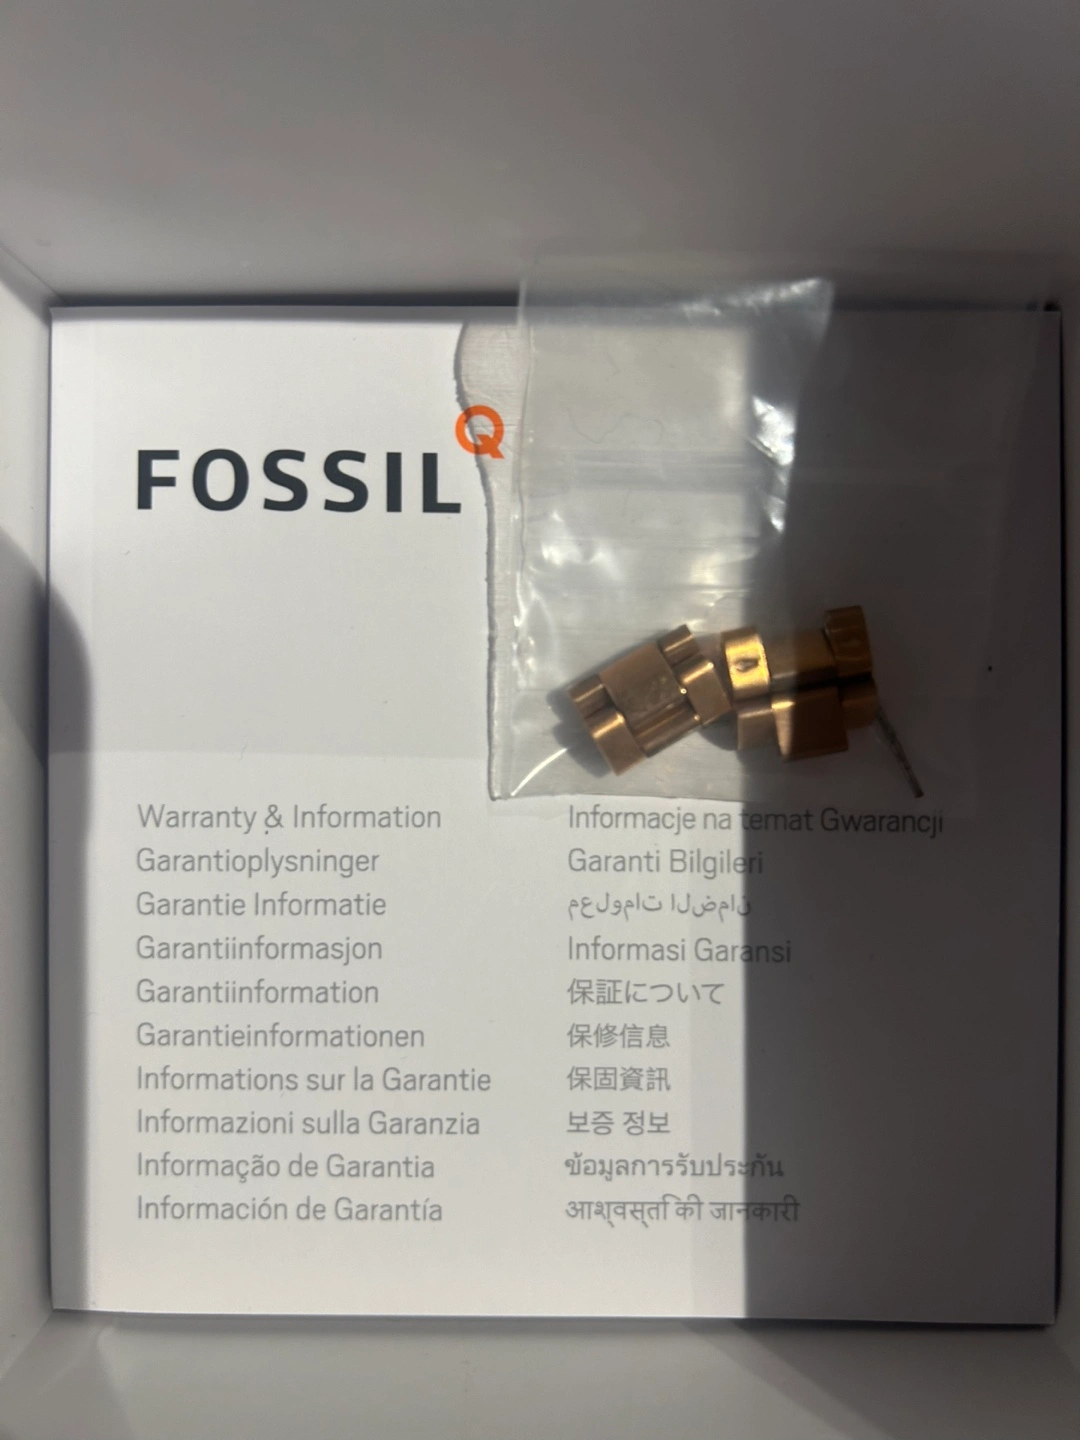 FOSSIL Q
Warranty & Information
Garantioplysninger
Garantie Informatie
Garantiinformasjon
Garantiinformation
Garantieinformationen
Informations sur la Garantie
Informazioni sulla Garanzia
Informação de Garantia
Información de Garantía
Informacje na temat Gwarancji
Garanti Bilgileri
معلومات الضمان
Informasi Garansi
保証について
保修信息
保固資訊
보증 정보
ข้อมูลการรับประกัน
आश्वस्ति की जानकारी